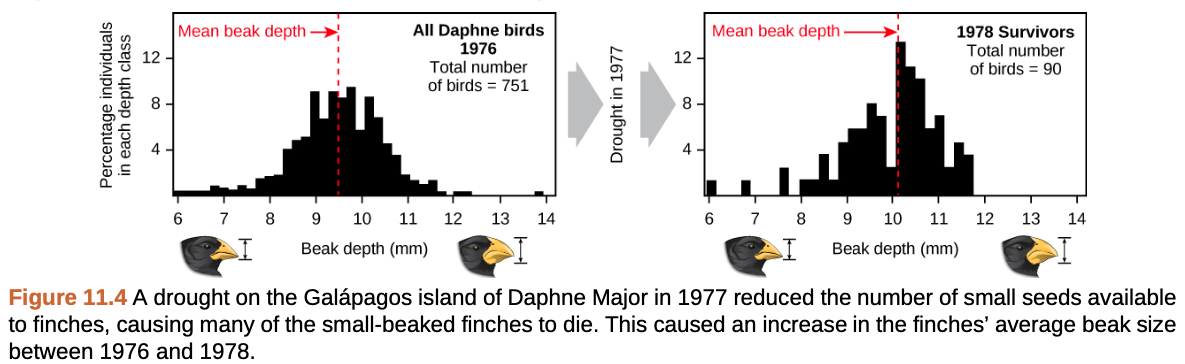 Percentage individuals
in each depth class
12
8
4
Mean beak depth
All Daphne birds
1976
Total number
of birds = 751
6 7 8 9 10 11 12 13 14
Beak depth (mm)
Drought in 1977
12
8
4
Mean beak depth
1978 Survivors
Total number
of birds = 90
6 7 8 9 10 11 12 13 14
Beak depth (mm)
Figure 11.4 A drought on the Galápagos island of Daphne Major in 1977 reduced the number of small seeds available
to finches, causing many of the small-beaked finches to die. This caused an increase in the finches’ average beak size
between 1976 and 1978.